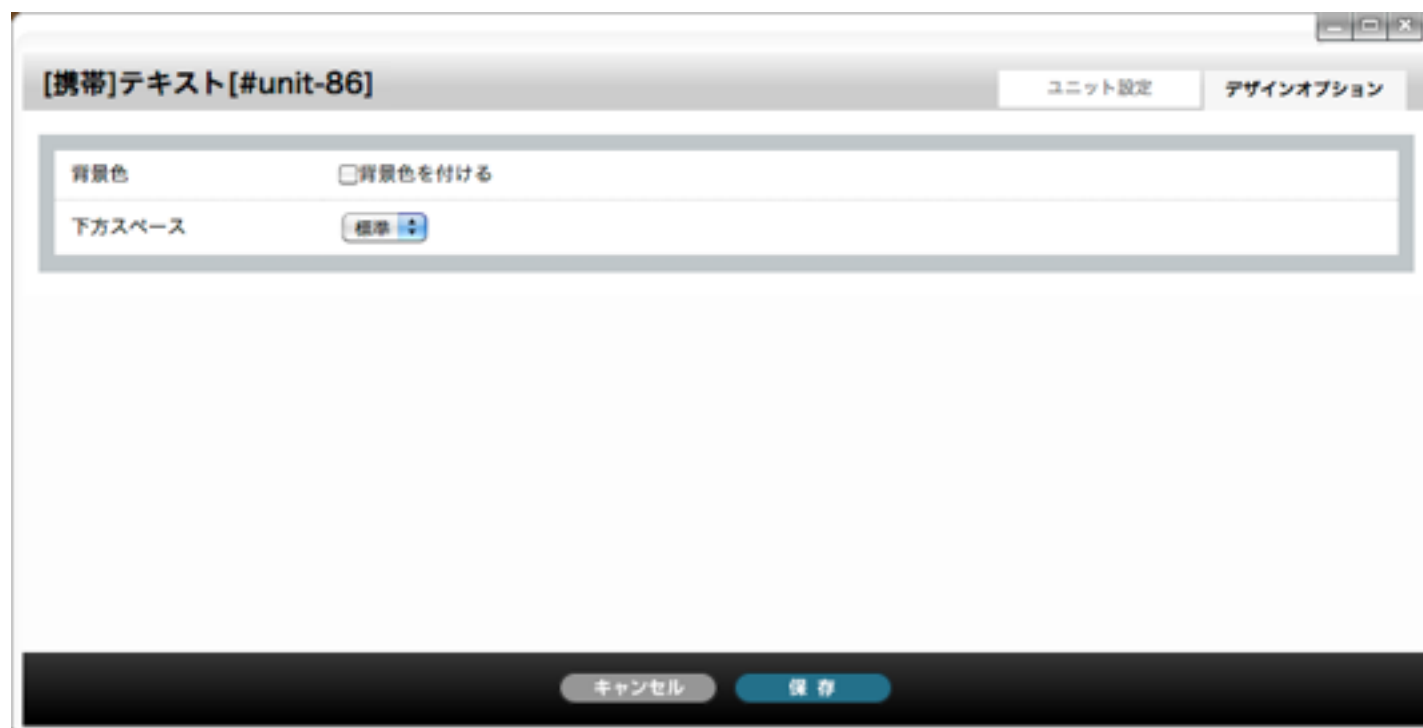 [携帯]テキスト[#unit-86]
ユニット設定
デザインオプション
背景色
背景色を付ける
下方スペース
標準
キャンセル
保存